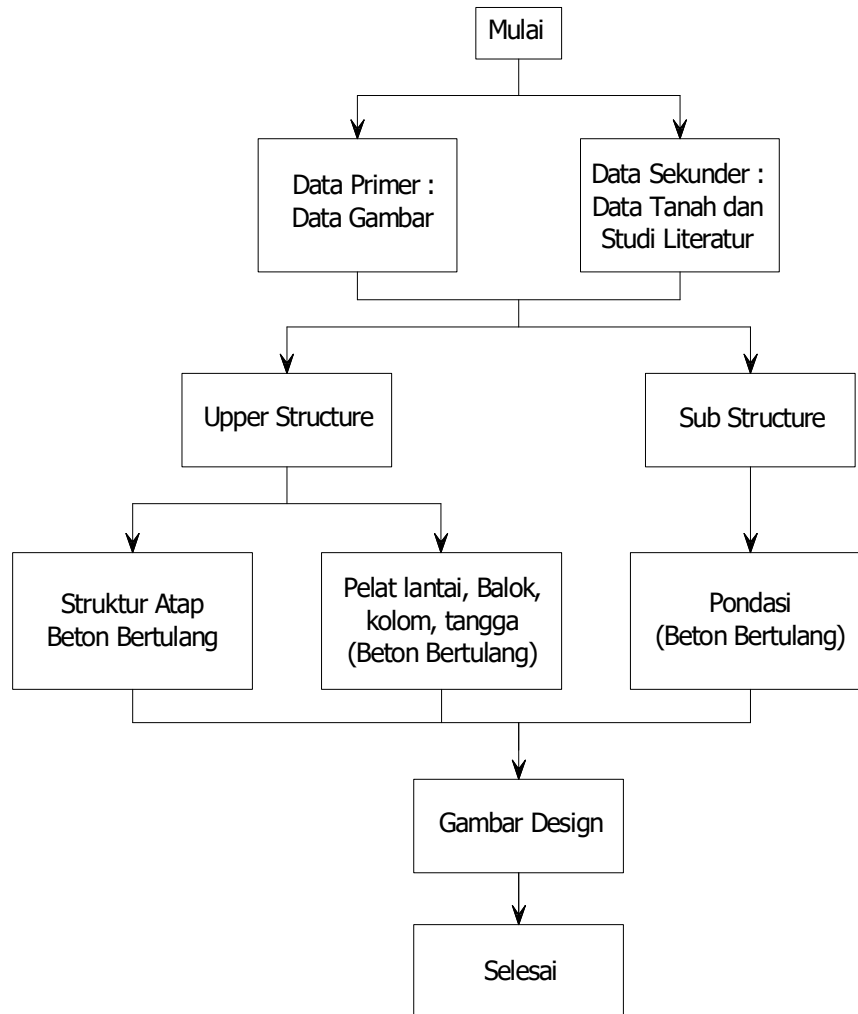 Mulai
Data Primer :
Data Gambar
Data Sekunder :
Data Tanah dan
Studi Literatur
Upper Structure
Sub Structure
Struktur Atap
Beton Bertulang
Pelat lantai, Balok,
kolom, tangga
(Beton Bertulang)
Pondasi
(Beton Bertulang)
Gambar Design
Selesai